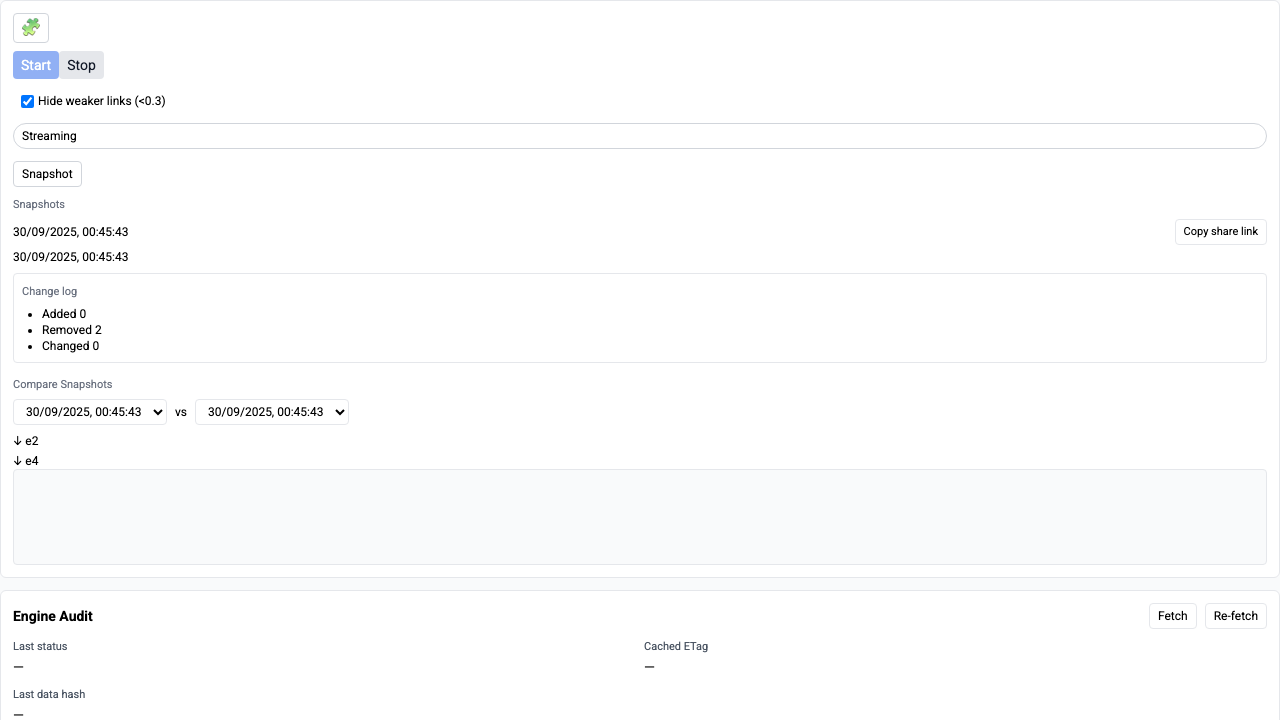 Start Stop
Hide weaker links (<0.3)
Streaming
Snapshot
Snapshots
30/09/2025, 00:45:43 Copy share link
30/09/2025, 00:45:43
Change log
• Added 0
• Removed 2
• Changed 0
Compare Snapshots
30/09/2025, 00:45:43 vs 30/09/2025, 00:45:43
↓ e2
↓ e4
Engine Audit Fetch Re-fetch
Last status Cached ETag
— —
Last data hash
—